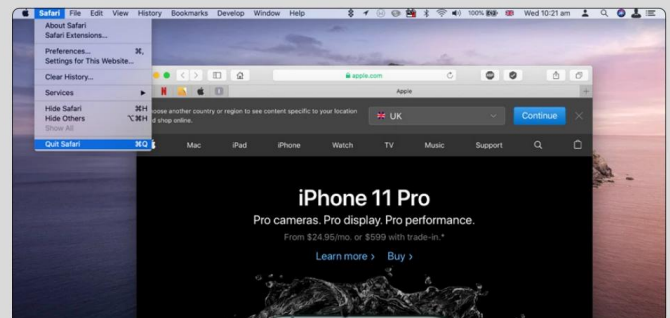 Safari File Edit View History Bookmarks Develop Window Help 100% Wed 10:21 am
About Safari
Safari Extensions...
Preferences... ⌘,
Settings for This Website...
Clear History...
Services
Hide Safari ⌘H
Hide Others ⌥⌘H
Show All
Quit Safari ⌘Q
apple.com
Apple
oose another country or region to see content specific to your location
d shop online.
UK
Continue
Mac iPad iPhone Watch TV Music Support
iPhone 11 Pro
Pro cameras. Pro display. Pro performance.
From $24.95/mo. or $599 with trade-in.*
Learn more > Buy >